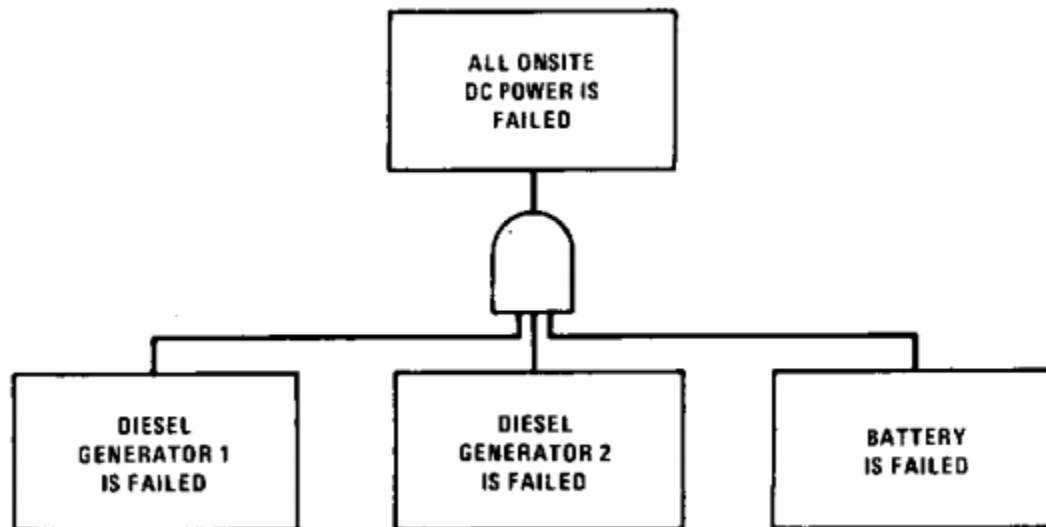 ALL ONSITE
DC POWER IS
FAILED
DIESEL
GENERATOR 1
IS FAILED
DIESEL
GENERATOR 2
IS FAILED
BATTERY
IS FAILED